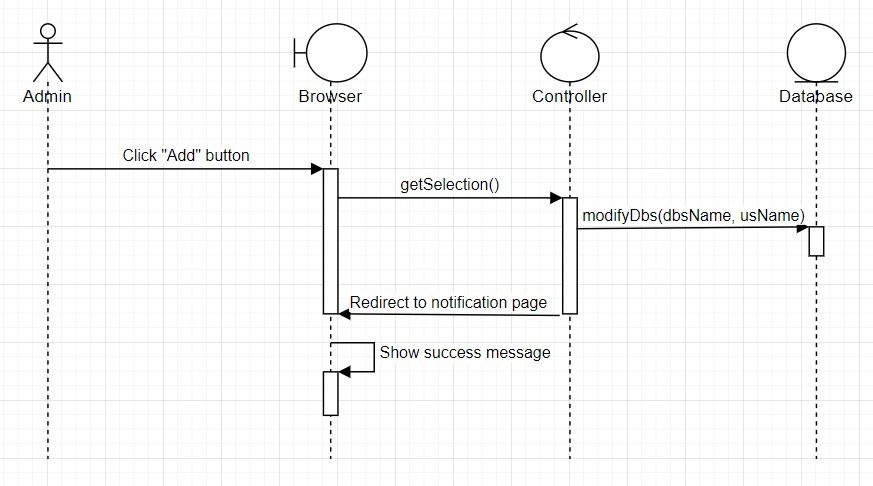 Admin
Browser
Controller
Database
Click "Add" button
getSelection()
modifyDbs(dbsName, usName)
Redirect to notification page
Show success message